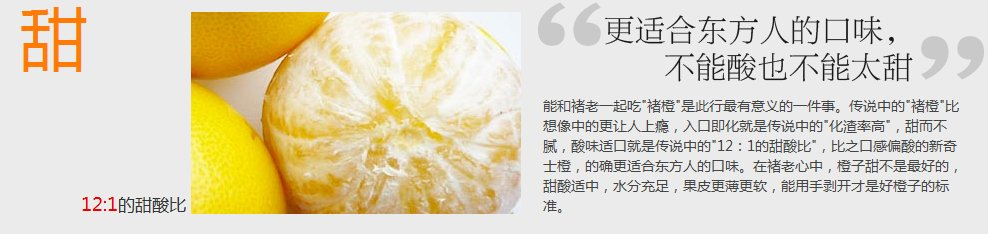 甜
12:1的甜酸比
“更适合东方人的口味，
不能酸也不能太甜”
能和褚老一起吃"褚橙"是此行最有意义的一件事。传说中的"褚橙"比
想像中的更让人上瘾，入口即化就是传说中的"化渣率高"，甜而不
腻，酸味适口就是传说中的"12：1的甜酸比"，比之口感偏酸的新奇
士橙，的确更适合东方人的口味。在褚老心中，橙子甜不是最好的，
甜酸适中，水分充足，果皮更薄更软，能用手剥开才是好橙子的标
准。